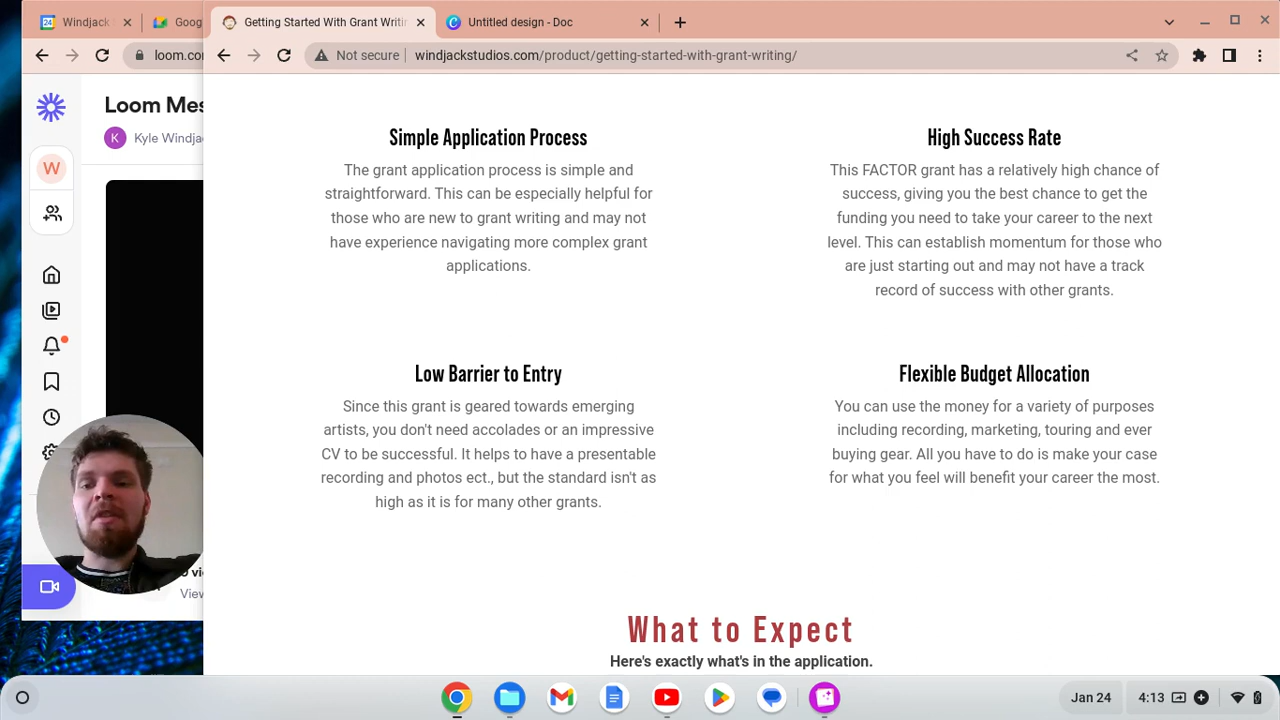 Windjack
Goog
Getting Started With Grant Writin
Untitled design - Doc
loom.co
Not secure
windjackstudios.com/product/getting-started-with-grant-writing/
Loom Mes
K
Kyle Windja
W
Simple Application Process
The grant application process is simple and
straightforward. This can be especially helpful for
those who are new to grant writing and may not
have experience navigating more complex grant
applications.
High Success Rate
This FACTOR grant has a relatively high chance of
success, giving you the best chance to get the
funding you need to take your career to the next
level. This can establish momentum for those who
are just starting out and may not have a track
record of success with other grants.
Low Barrier to Entry
Since this grant is geared towards emerging
artists, you don't need accolades or an impressive
CV to be successful. It helps to have a presentable
recording and photos ect., but the standard isn't as
high as it is for many other grants.
Flexible Budget Allocation
You can use the money for a variety of purposes
including recording, marketing, touring and ever
buying gear. All you have to do is make your case
for what you feel will benefit your career the most.
What to Expect
Here's exactly what's in the application.
View
Jan 24
4:13